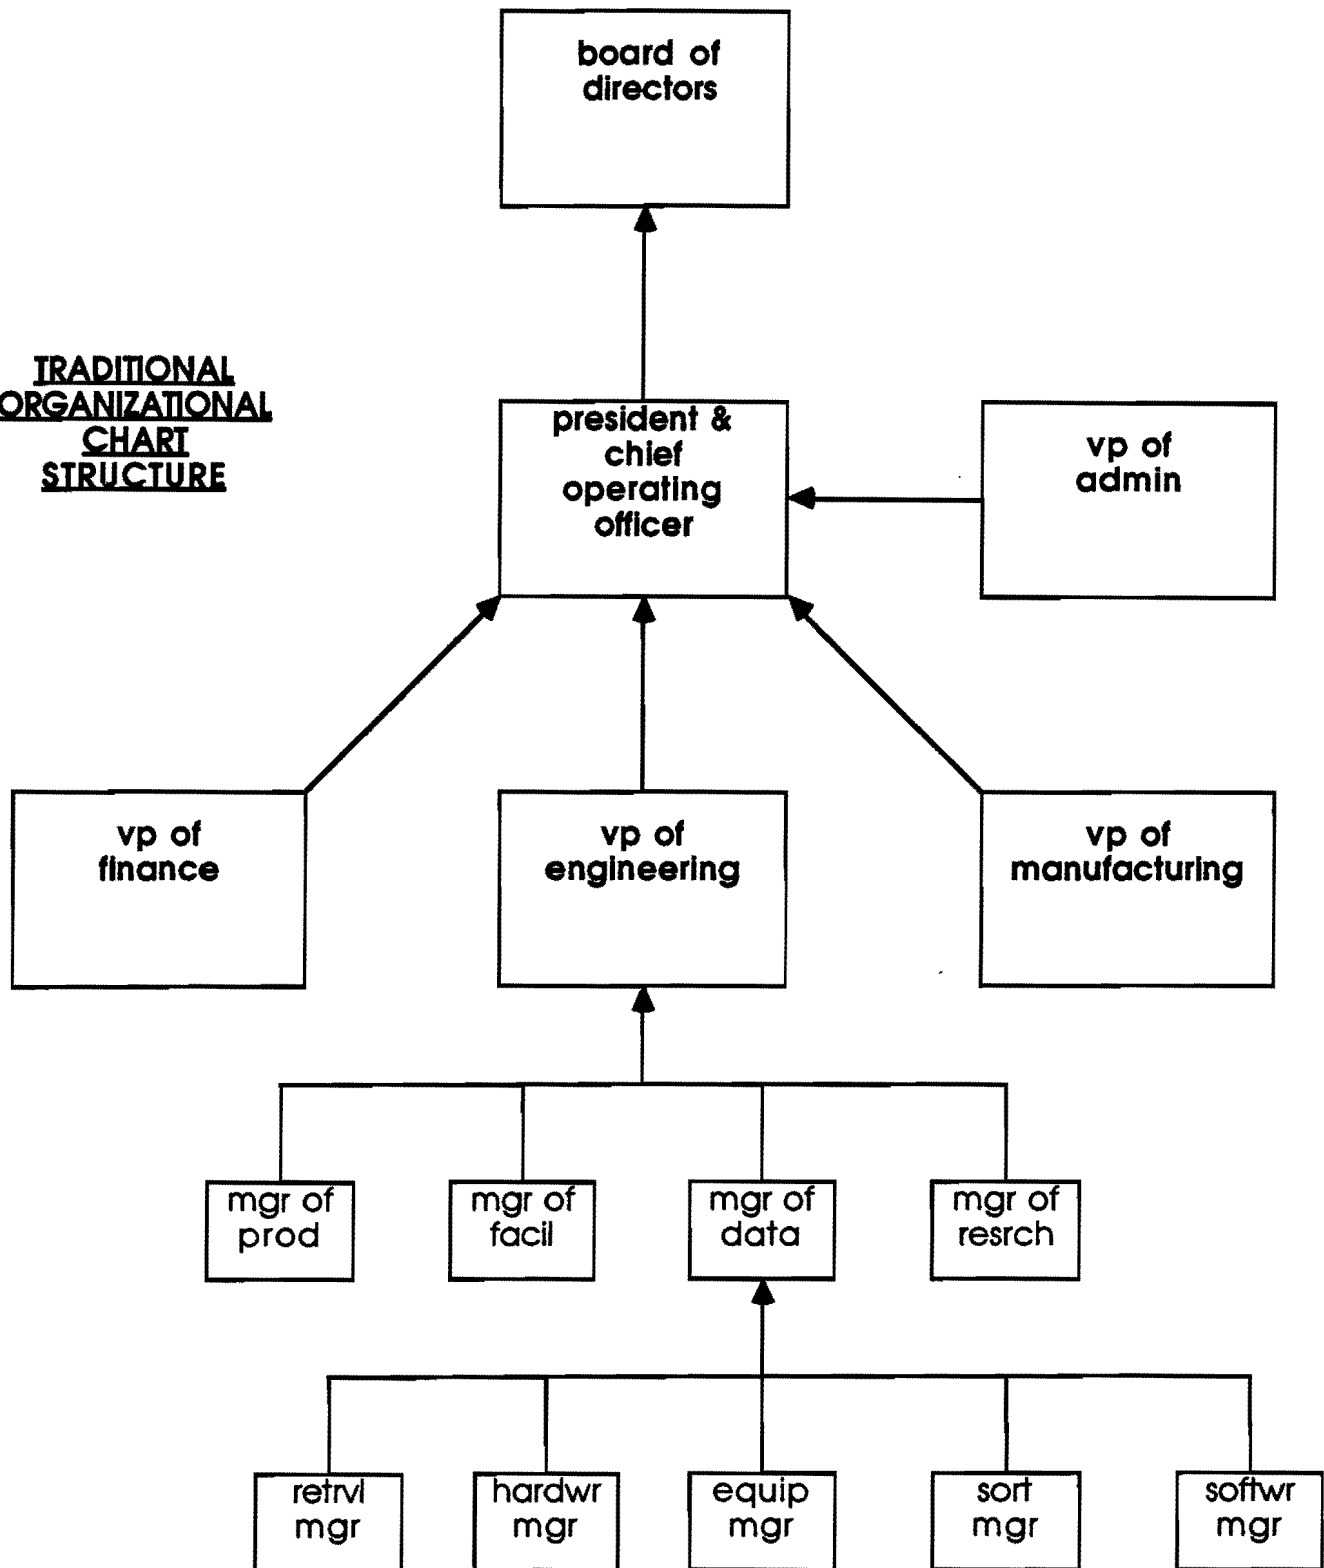 board of
directors
TRADITIONAL
ORGANIZATIONAL
CHART
STRUCTURE
president &
chief
operating
officer
vp of
admin
vp of
finance
vp of
engineering
vp of
manufacturing
mgr of
prod
mgr of
facil
mgr of
data
mgr of
resrch
retrvl
mgr
hardwr
mgr
equip
mgr
sort
mgr
softwr
mgr